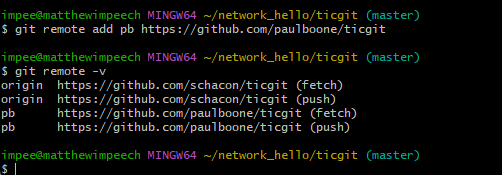 impee@matthewimpeech MINGW64 ~/network_hello/ticgit (master)
$ git remote add pb https://github.com/paulboone/ticgit
impee@matthewimpeech MINGW64 ~/network_hello/ticgit (master)
$ git remote -v
origin  https://github.com/schacon/ticgit (fetch)
origin  https://github.com/schacon/ticgit (push)
pb      https://github.com/paulboone/ticgit (fetch)
pb      https://github.com/paulboone/ticgit (push)
impee@matthewimpeech MINGW64 ~/network_hello/ticgit (master)
$